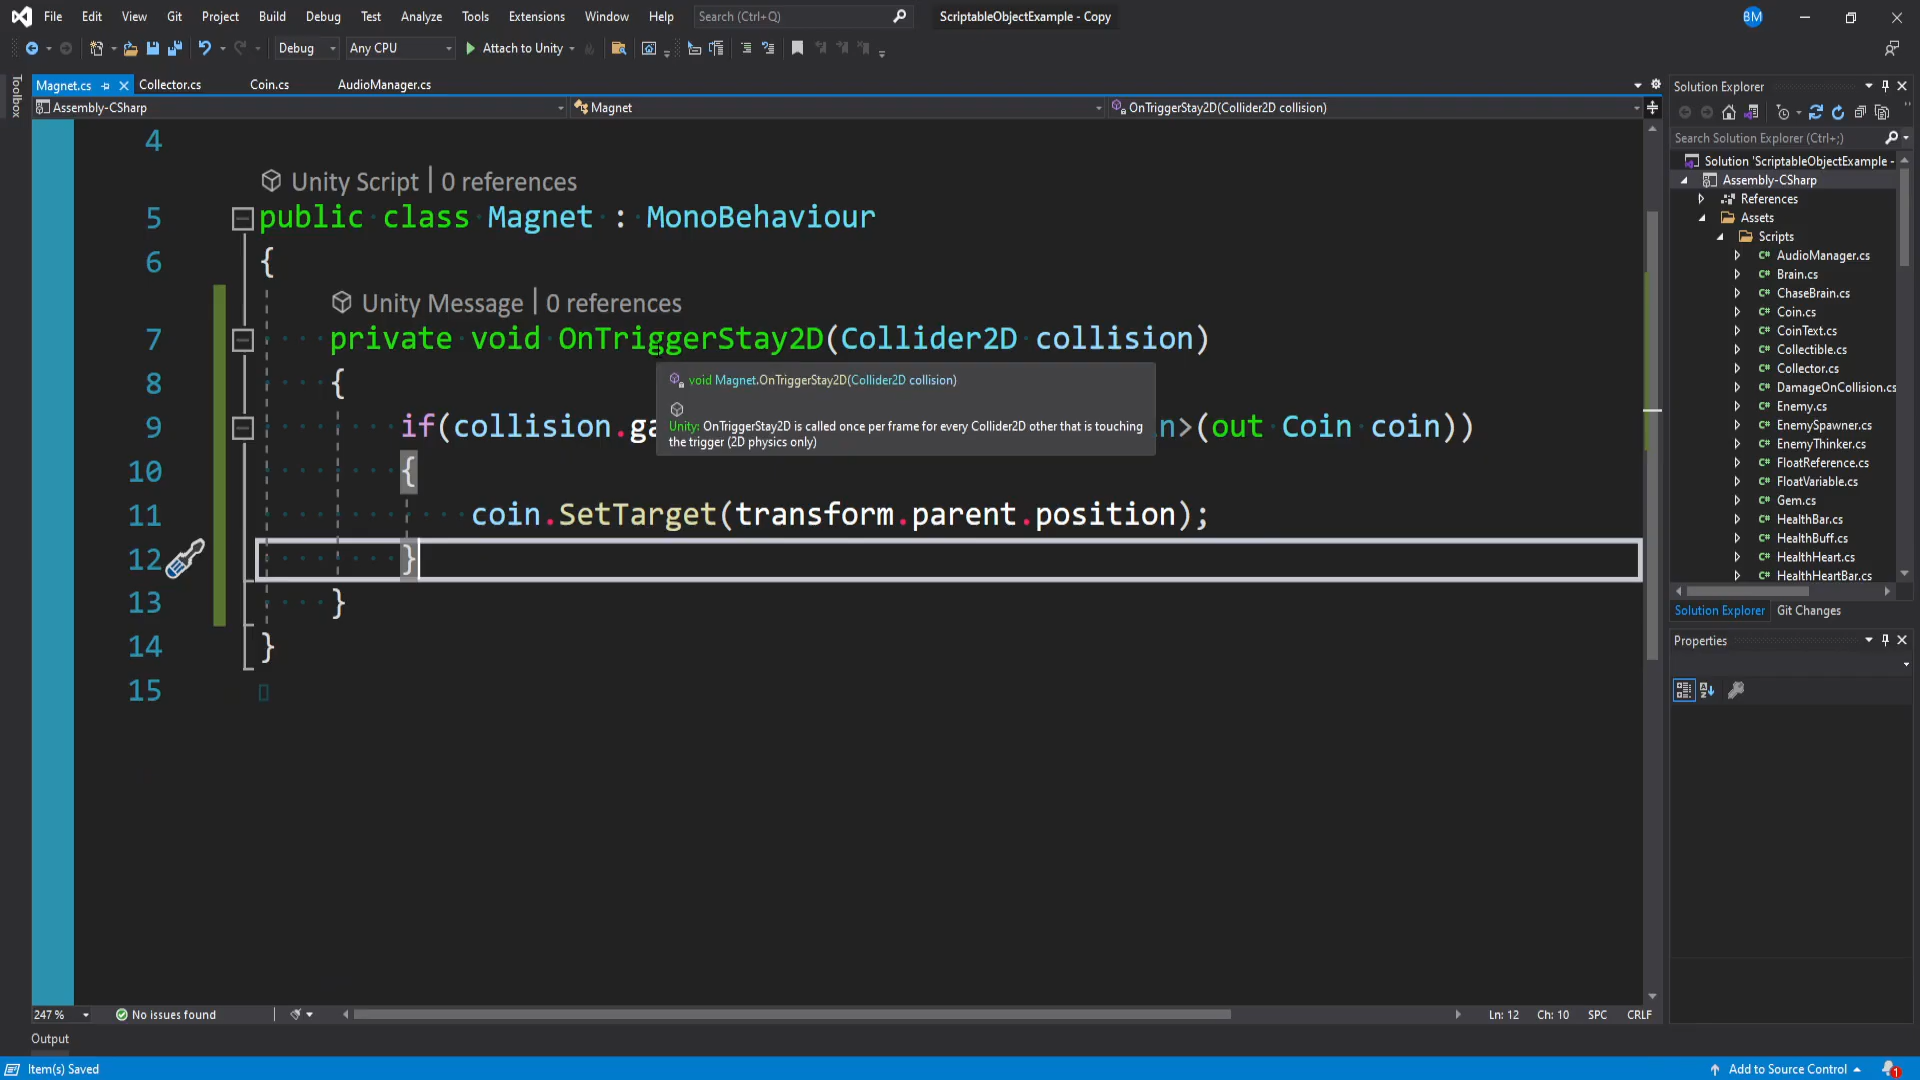 File Edit View Git Project Build Debug Test Analyze Tools Extensions Window Help Search (Ctrl+Q) ScriptableObjectExample - Copy BM
Debug Any CPU Attach to Unity
Toolbox
Magnet.cs Collector.cs Coin.cs AudioManager.cs
Assembly-CSharp Magnet OnTriggerStay2D(Collider2D collision)
4
Unity Script | 0 references
5 public class Magnet : MonoBehaviour
6 {
Unity Message | 0 references
7 private void OnTriggerStay2D(Collider2D collision)
8 {
void Magnet.OnTriggerStay2D(Collider2D collision)
Unity: OnTriggerStay2D is called once per frame for every Collider2D other that is touching
the trigger (2D physics only)
9 if(collision.ga n>(out Coin coin))
10 {
11 coin.SetTarget(transform.parent.position);
12 }
13 }
14 }
15
247 % No issues found Ln: 12 Ch: 10 SPC CRLF
Output
Item(s) Saved Add to Source Control 1
Solution Explorer
Search Solution Explorer (Ctrl+;)
Solution 'ScriptableObjectExample -
Assembly-CSharp
References
Assets
Scripts
C# AudioManager.cs
C# Brain.cs
C# ChaseBrain.cs
C# Coin.cs
C# CoinText.cs
C# Collectible.cs
C# Collector.cs
C# DamageOnCollision.cs
C# Enemy.cs
C# EnemySpawner.cs
C# EnemyThinker.cs
C# FloatReference.cs
C# FloatVariable.cs
C# Gem.cs
C# HealthBar.cs
C# HealthBuff.cs
C# HealthHeart.cs
C# HealthHeartBar.cs
Solution Explorer Git Changes
Properties